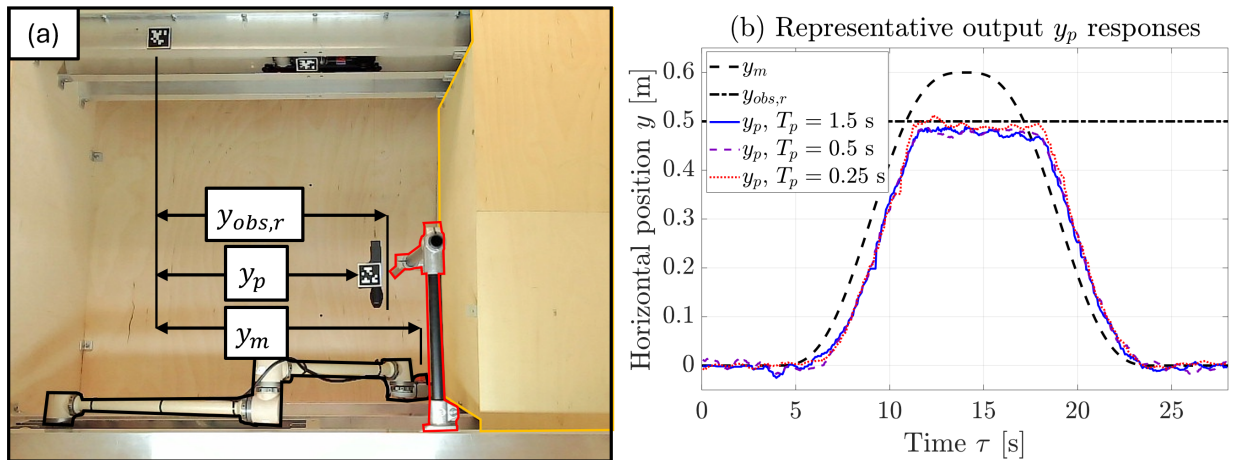 (a)
y_{obs,r}
y_p
y_m
(b) Representative output y_p responses
Horizontal position y [m]
0.6
0.5
0.4
0.3
0.2
0.1
0
y_m
y_{obs,r}
y_p, T_p = 1.5 s
y_p, T_p = 0.5 s
y_p, T_p = 0.25 s
0 5 10 15 20 25
Time τ [s]